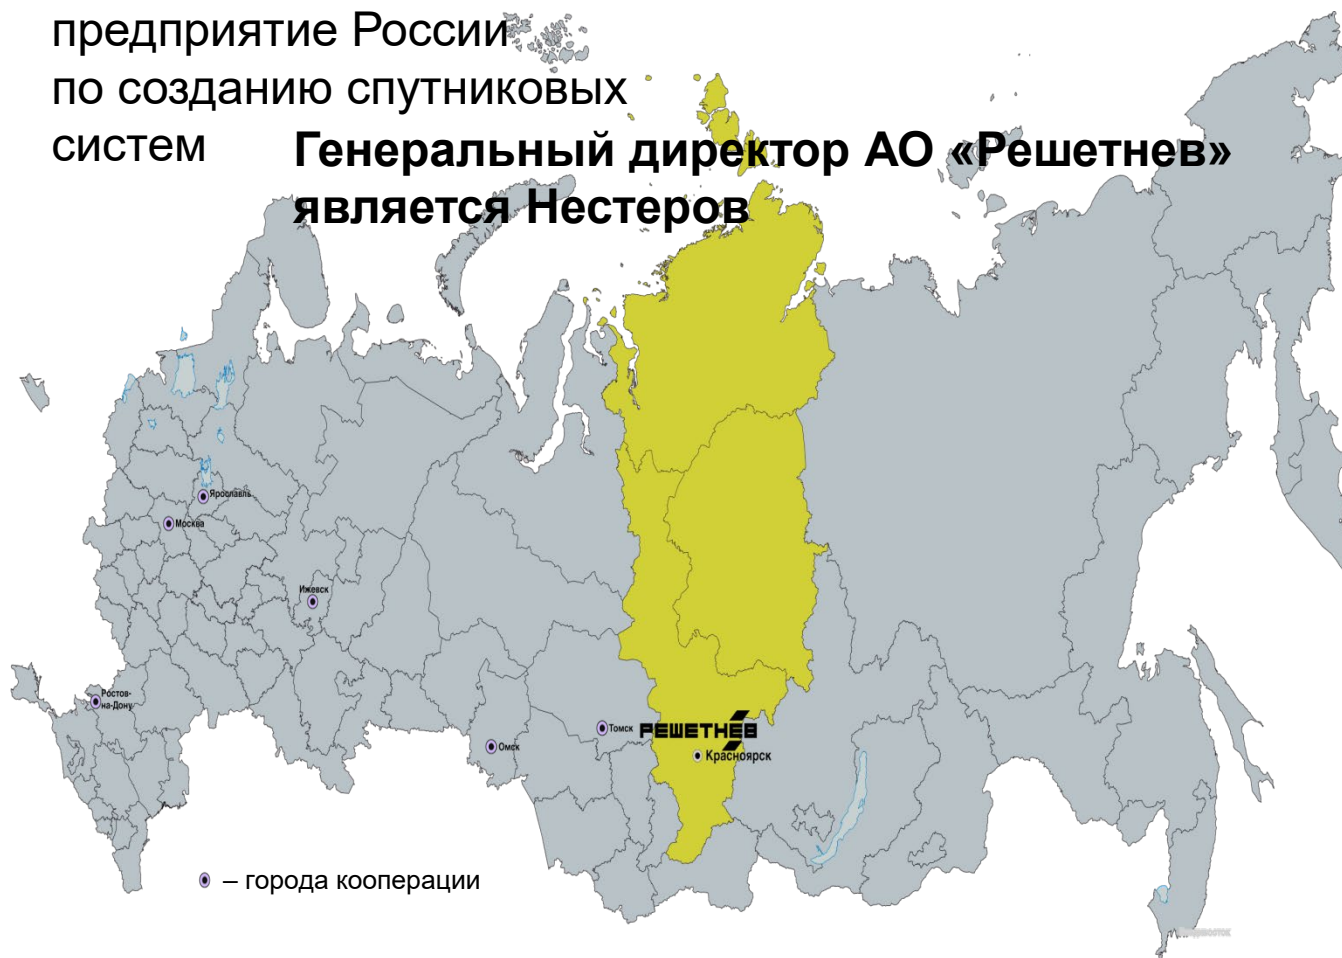 предприятие России
по созданию спутниковых
систем
Генеральный директор АО «Решетнев»
является Нестеров
Ярославль
Москва
Ижевск
Ростов-
на-Дону
Омск
Томск
РЕШЕТНЁВ
Красноярск
– города кооперации